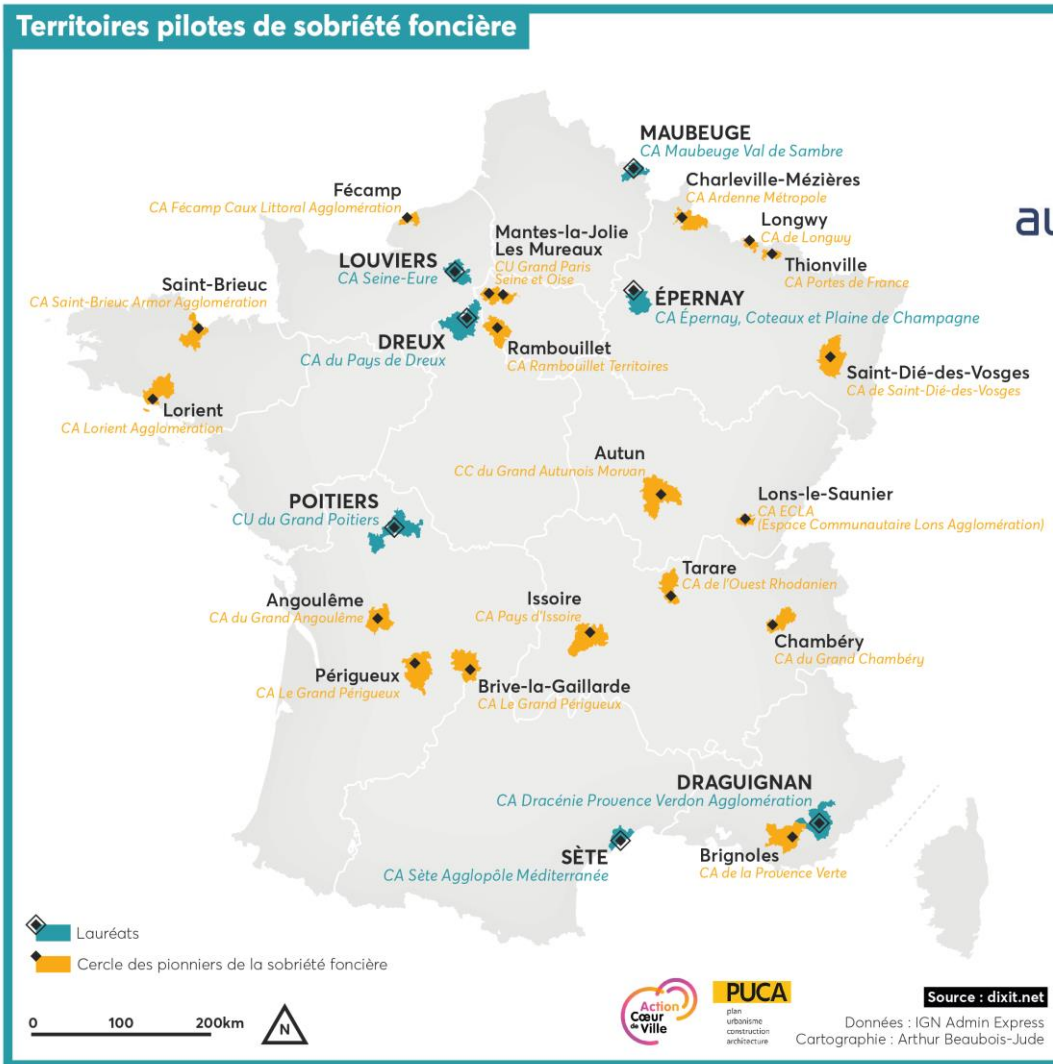 Territoires pilotes de sobriété foncière
MAUBEUGE
CA Maubeuge Val de Sambre
Charleville-Mézières
CA Ardenne Métropole
Fécamp
CA Fécamp Caux Littoral Agglomération
Longwy
CA de Longwy
au
Mantes-la-Jolie
Les Mureaux
CU Grand Paris
Seine et Oise
Thionville
CA Portes de France
LOUVIERS
CA Seine-Eure
Saint-Brieuc
CA Saint-Brieuc Armor Agglomération
ÉPERNAY
CA Épernay, Coteaux et Plaine de Champagne
DREUX
CA du Pays de Dreux
Rambouillet
CA Rambouillet Territoires
Saint-Dié-des-Vosges
CA de Saint-Dié-des-Vosges
Lorient
CA Lorient Agglomération
Autun
CC du Grand Autunois Morvan
Lons-le-Saunier
CA ECLA
(Espace Communautaire Lons Agglomération)
POITIERS
CU du Grand Poitiers
Tarare
CA de l'Ouest Rhodanien
Angoulême
CA du Grand Angoulême
Issoire
CA Pays d'Issoire
Chambéry
CA du Grand Chambéry
Périgueux
CA Le Grand Périgueux
Brive-la-Gaillarde
CA Le Grand Périgueux
DRAGUIGNAN
CA Dracénie Provence Verdon Agglomération
SÈTE
CA Sète Agglopôle Méditerranée
Brignoles
CA de la Provence Verte
Lauréats
Cercle des pionniers de la sobriété foncière
0 100 200km
N
Action
Cœur
de Ville
PUCA
plan
urbanisme
construction
architecture
Source : dixit.net
Données : IGN Admin Express
Cartographie : Arthur Beaubois-Jude